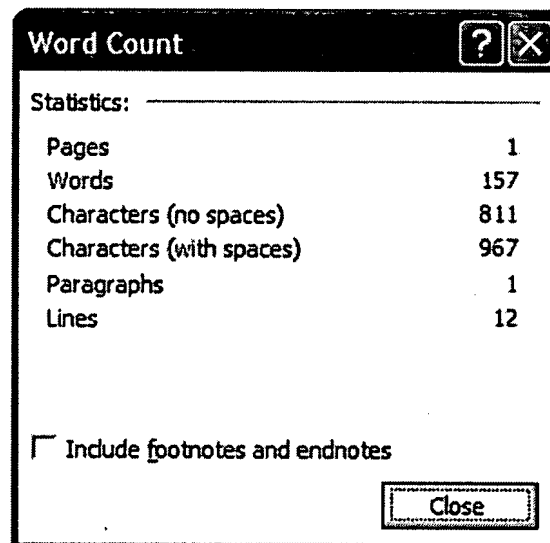 Word Count ? X
Statistics:
Pages 1
Words 157
Characters (no spaces) 811
Characters (with spaces) 967
Paragraphs 1
Lines 12
Include footnotes and endnotes
Close